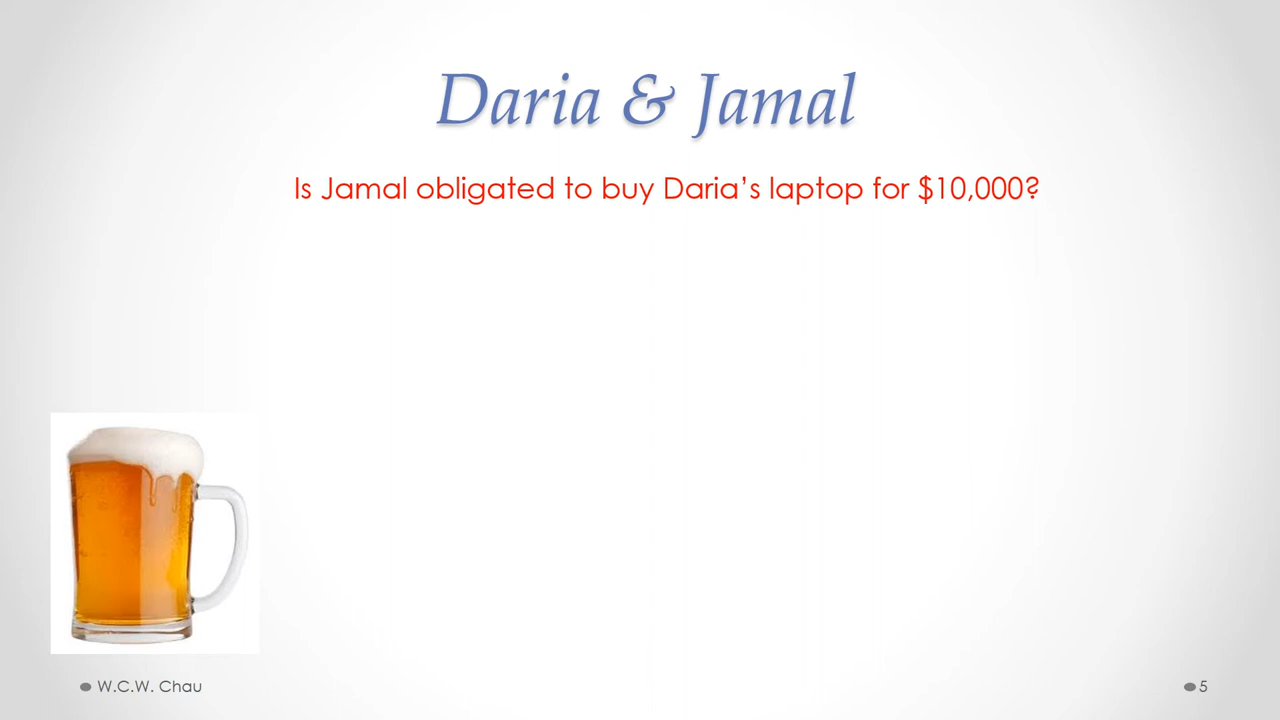 Daria & Jamal
Is Jamal obligated to buy Daria’s laptop for $10,000?
W.C.W. Chau
5